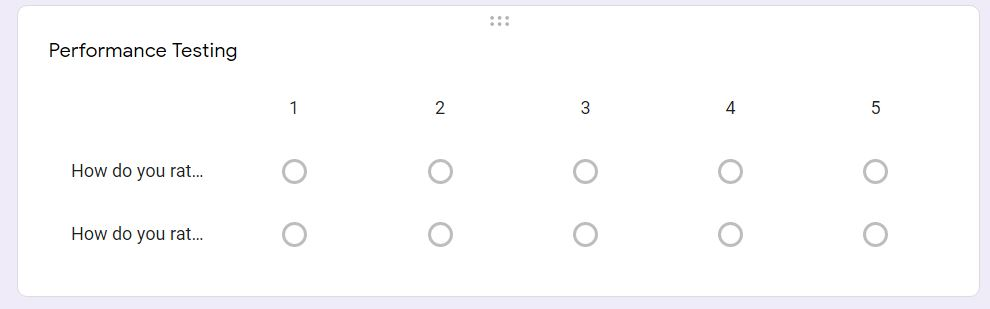 Performance Testing
1 2 3 4 5
How do you rat...
How do you rat...